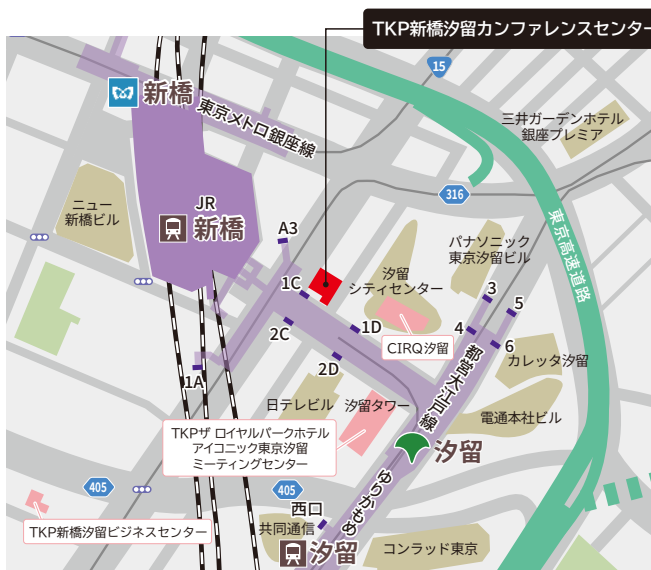 TKP新橋汐留カンファレンスセンター
15
新橋
東京メトロ銀座線
三井ガーデンホテル
銀座プレミア
316
ニュー
新橋ビル
JR
新橋
A3
パナソニック
東京汐留ビル
東京高速道路
汐留
シティセンター
1C
3
5
2C
1D
4
6
CIRQ汐留
カレッタ汐留
1A
2D
都営大江戸線
日テレビル
汐留タワー
電通本社ビル
TKPザ ロイヤルパークホテル
アイコニック東京汐留
ミーティングセンター
汐留
ゆりかもめ
405
405
西口
TKP新橋汐留ビジネスセンター
共同通信
汐留
コンラッド東京